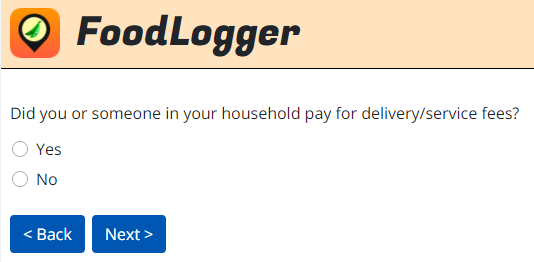 FoodLogger
Did you or someone in your household pay for delivery/service fees?
Yes
No
< Back
Next >